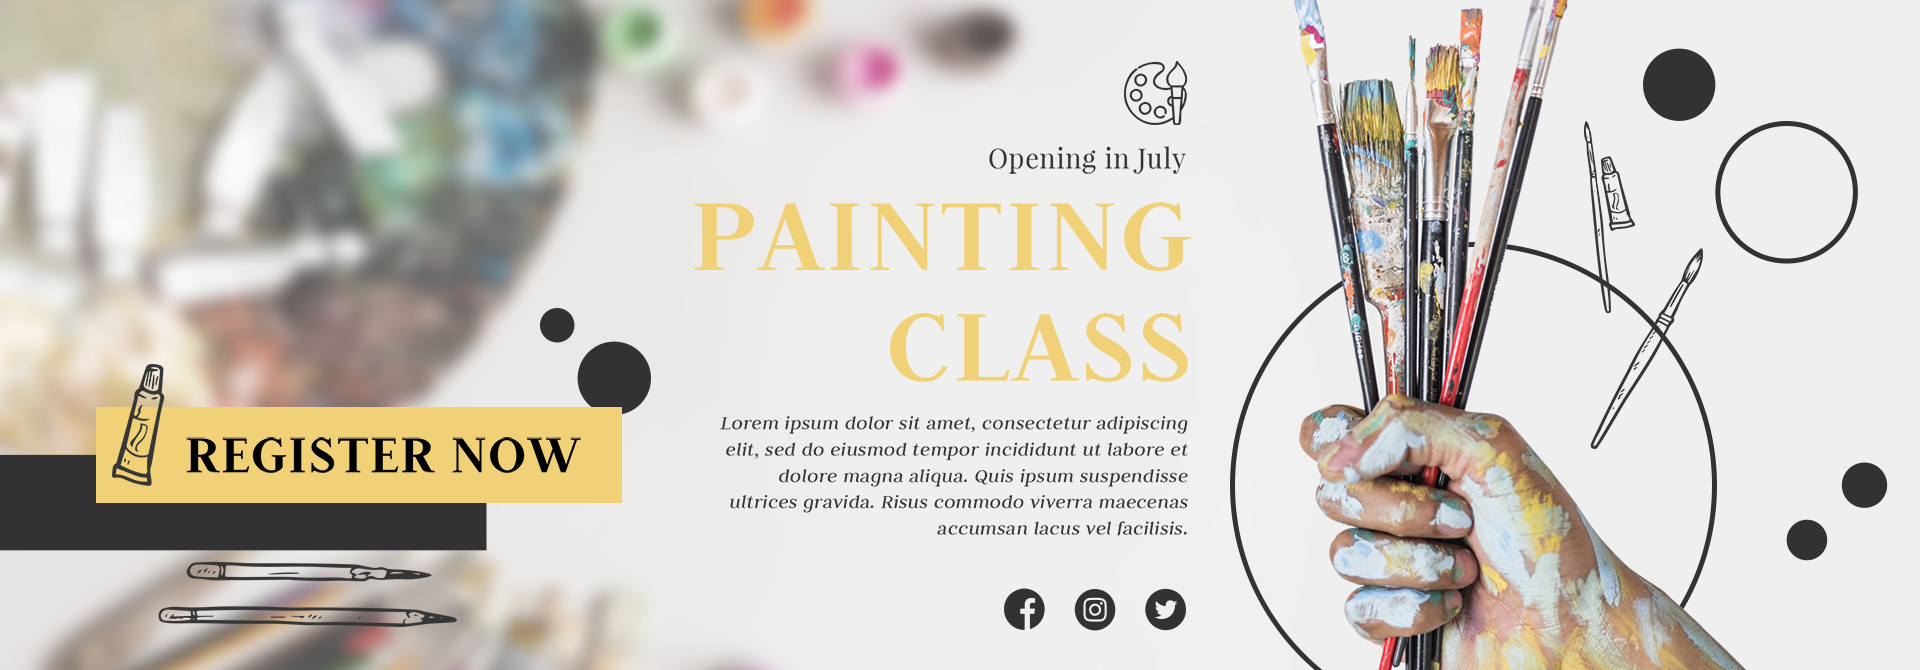 Opening in July
PAINTING
CLASS
Lorem ipsum dolor sit amet, consectetur adipiscing
elit, sed do eiusmod tempor incididunt ut labore et
dolore magna aliqua. Quis ipsum suspendisse
ultrices gravida. Risus commodo viverra maecenas
accumsan lacus vel facilisis.
REGISTER NOW